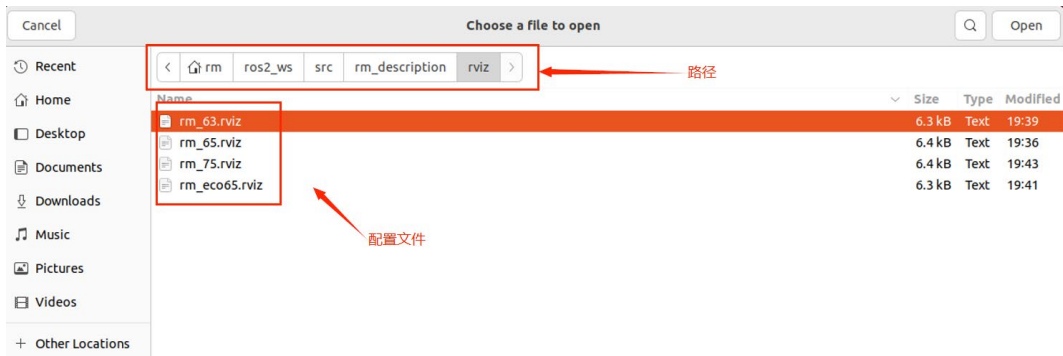 Cancel
Choose a file to open
Open
Recent
rm ros2_ws src rm_description rviz
路径
Home
Name Size Type Modified
rm_63.rviz 6.3 kB Text 19:39
Desktop
rm_65.rviz 6.4 kB Text 19:36
Documents
rm_75.rviz 6.4 kB Text 19:43
rm_eco65.rviz 6.3 kB Text 19:41
Downloads
Music
配置文件
Pictures
Videos
+ Other Locations